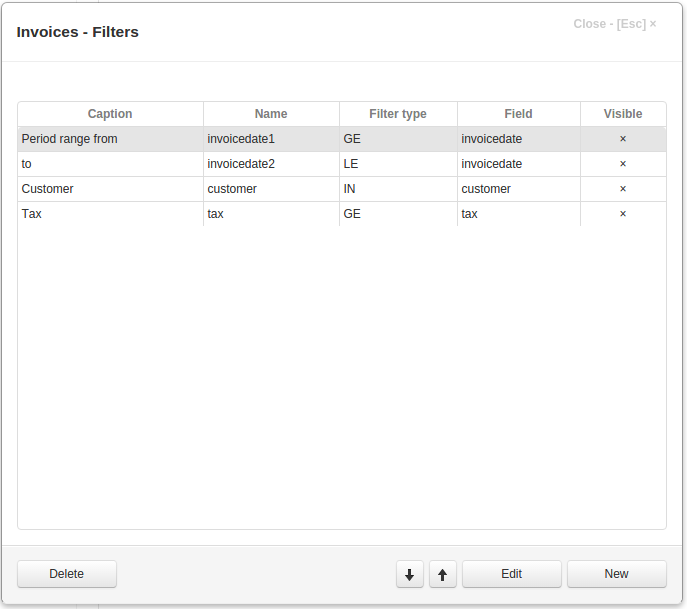 Invoices - Filters
Close - [Esc] ×
Caption Name Filter type Field Visible
Period range from invoicedate1 GE invoicedate ×
to invoicedate2 LE invoicedate ×
Customer customer IN customer ×
Tax tax GE tax ×
Delete Edit New